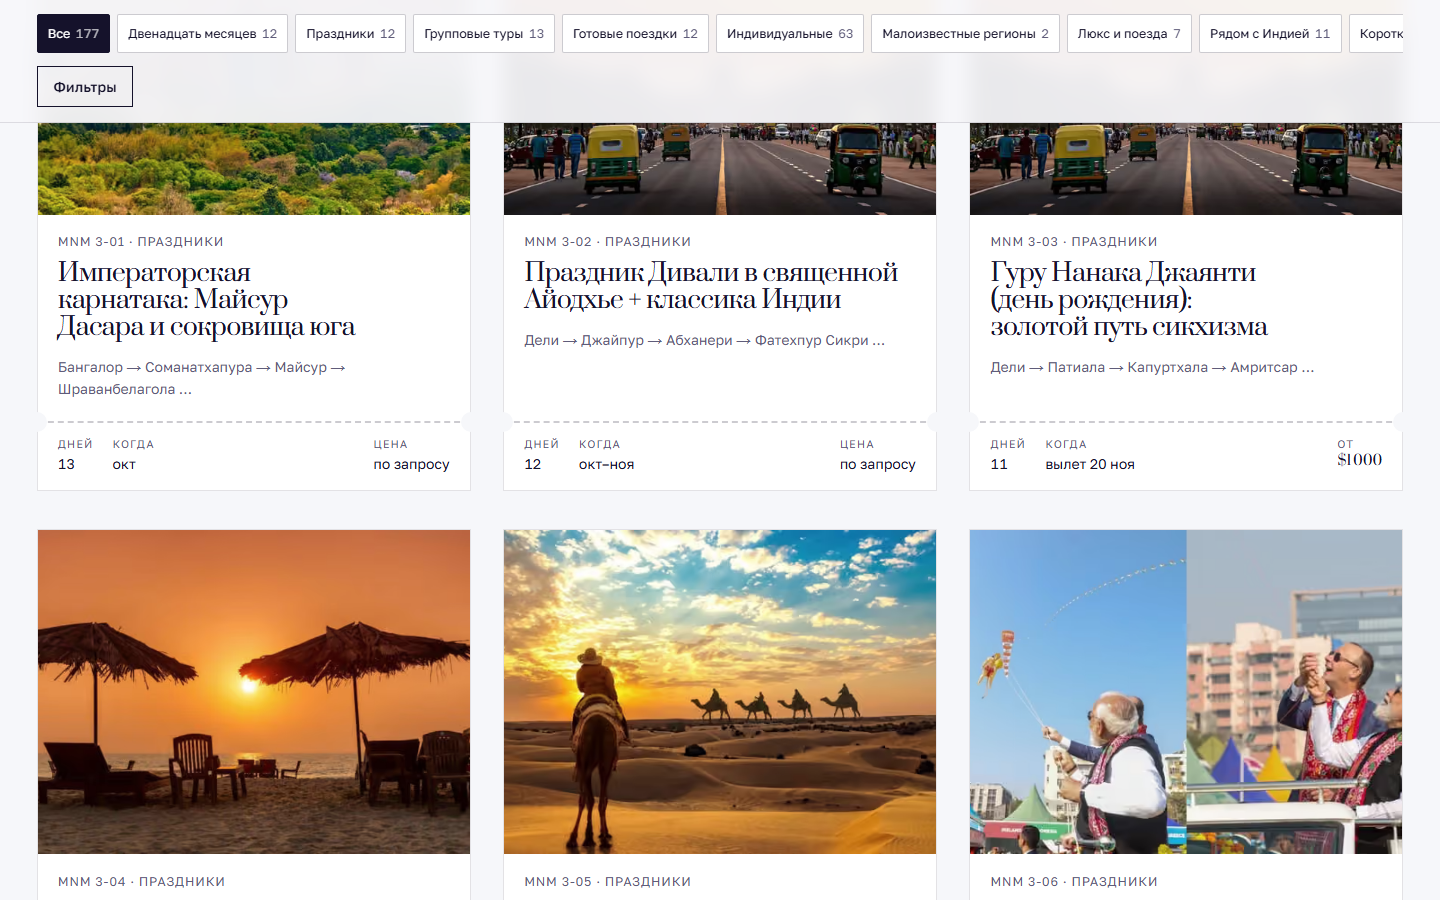 Все 177
Двенадцать месяцев 12
Праздники 12
Групповые туры 13
Готовые поездки 12
Индивидуальные 63
Малоизвестные регионы 2
Люкс и поезда 7
Рядом с Индией 11
Коротк
Фильтры
MNM 3-01 · ПРАЗДНИКИ
Императорская
карнатака: Майсур
Дасара и сокровища юга
Бангалор → Соманатхапура → Майсур →
Шраванбелагола ...
ДНЕЙ
13
КОГДА
окт
ЦЕНА
по запросу
MNM 3-02 · ПРАЗДНИКИ
Праздник Дивали в священной
Айодхье + классика Индии
Дели → Джайпур → Абханери → Фатехпур Сикри ...
ДНЕЙ
12
КОГДА
окт–ноя
ЦЕНА
по запросу
MNM 3-03 · ПРАЗДНИКИ
Гуру Нанака Джаянти
(день рождения):
золотой путь сикхизма
Дели → Патиала → Капуртхала → Амритсар ...
ДНЕЙ
11
КОГДА
вылет 20 ноя
ОТ
$1000
MNM 3-04 · ПРАЗДНИКИ
MNM 3-05 · ПРАЗДНИКИ
MNM 3-06 · ПРАЗДНИКИ